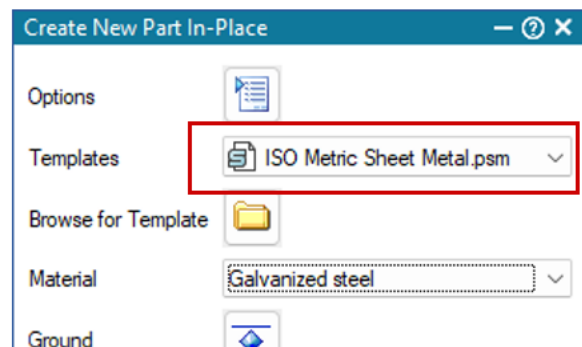 Create New Part In-Place
Options
Templates ISO Metric Sheet Metal.psm
Browse for Template
Material Galvanized steel
Ground